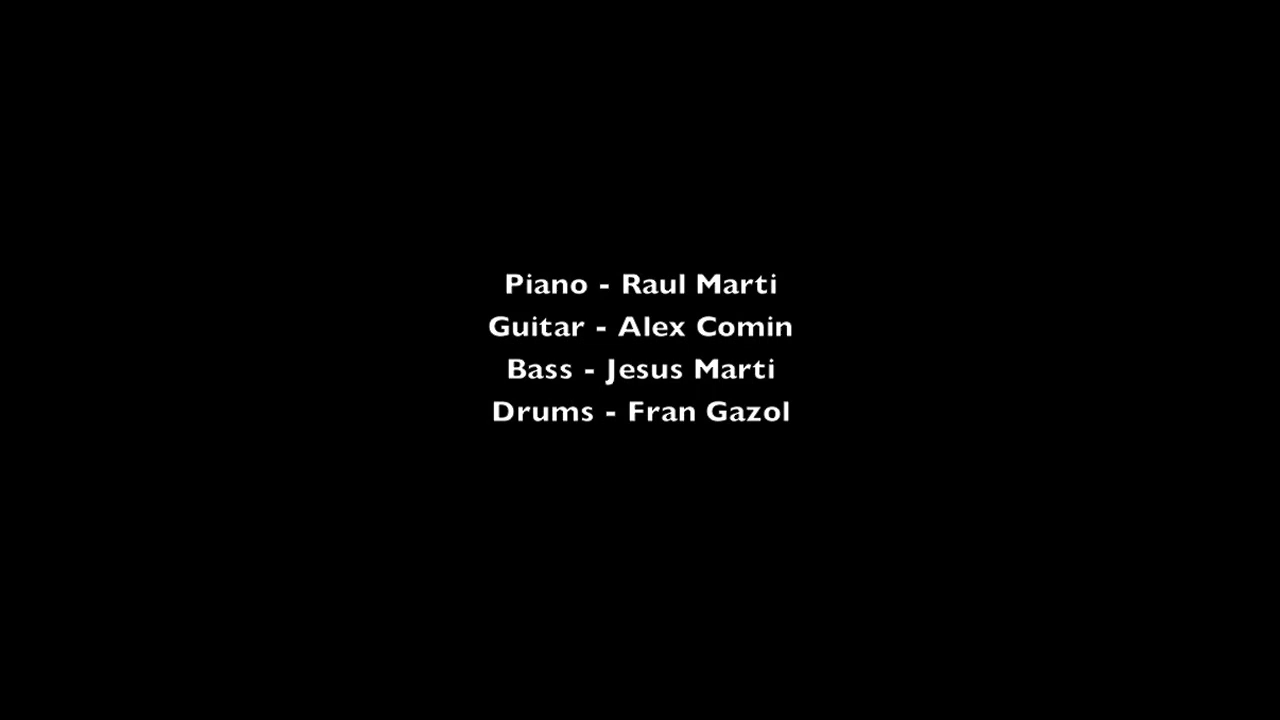 Piano - Raul Marti
Guitar - Alex Comin
Bass - Jesus Marti
Drums - Fran Gazol